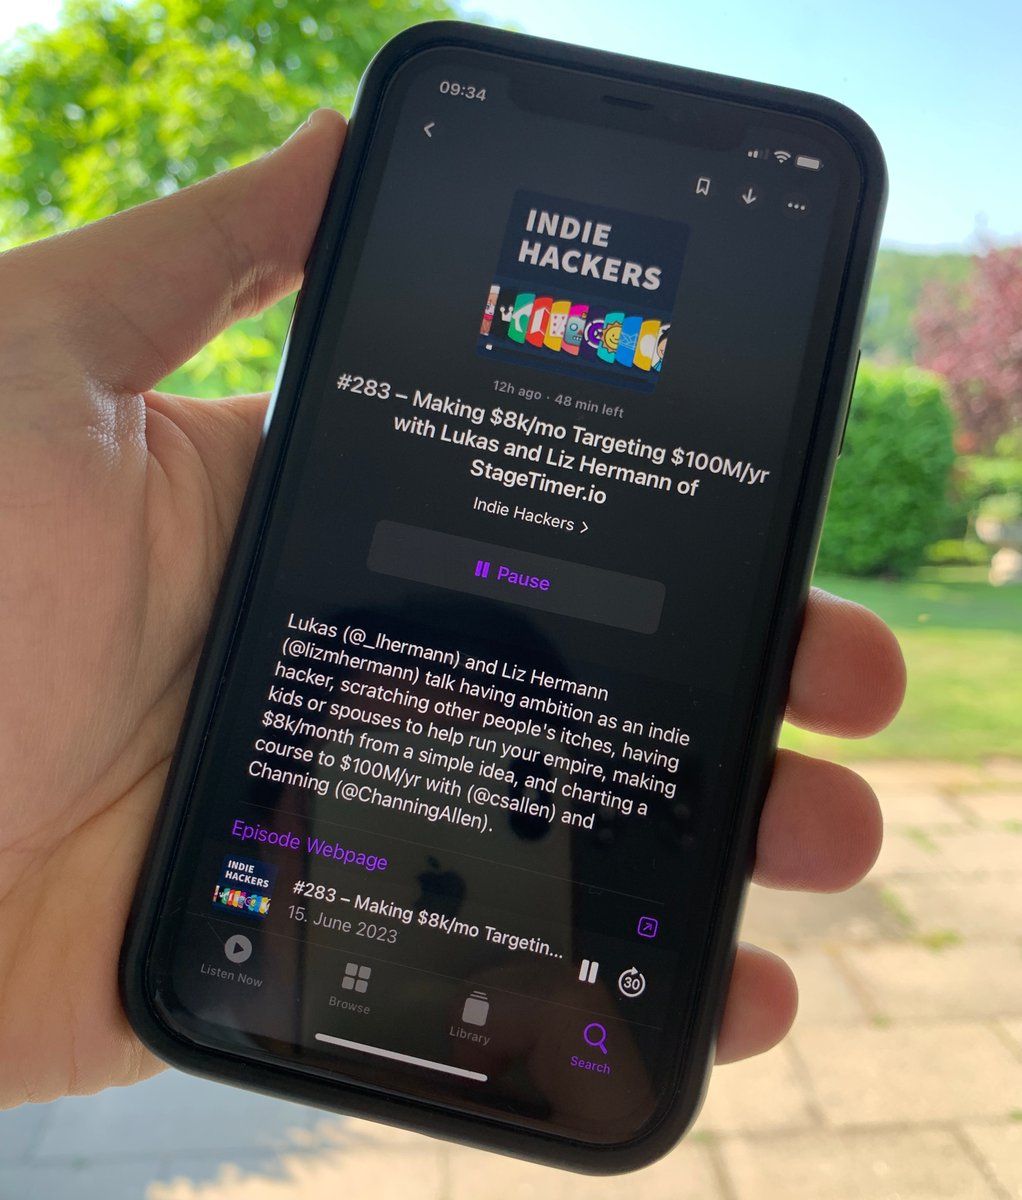 09:34
INDIE
HACKERS
12h ago · 48 min left
#283 – Making $8k/mo Targeting $100M/yr
with Lukas and Liz Hermann of
StageTimer.io
Indie Hackers >
Pause
Lukas (@_lhermann) and Liz Hermann
(@lizmhermann) talk having ambition as an indie
hacker, scratching other people's itches, having
kids or spouses to help run your empire, making
$8k/month from a simple idea, and charting a
course to $100M/yr with (@csallen) and
Channing (@ChanningAllen).
Episode Webpage
INDIE
HACKERS
#283 – Making $8k/mo Targetin...
15. June 2023
30
Listen Now
Browse
Library
Search